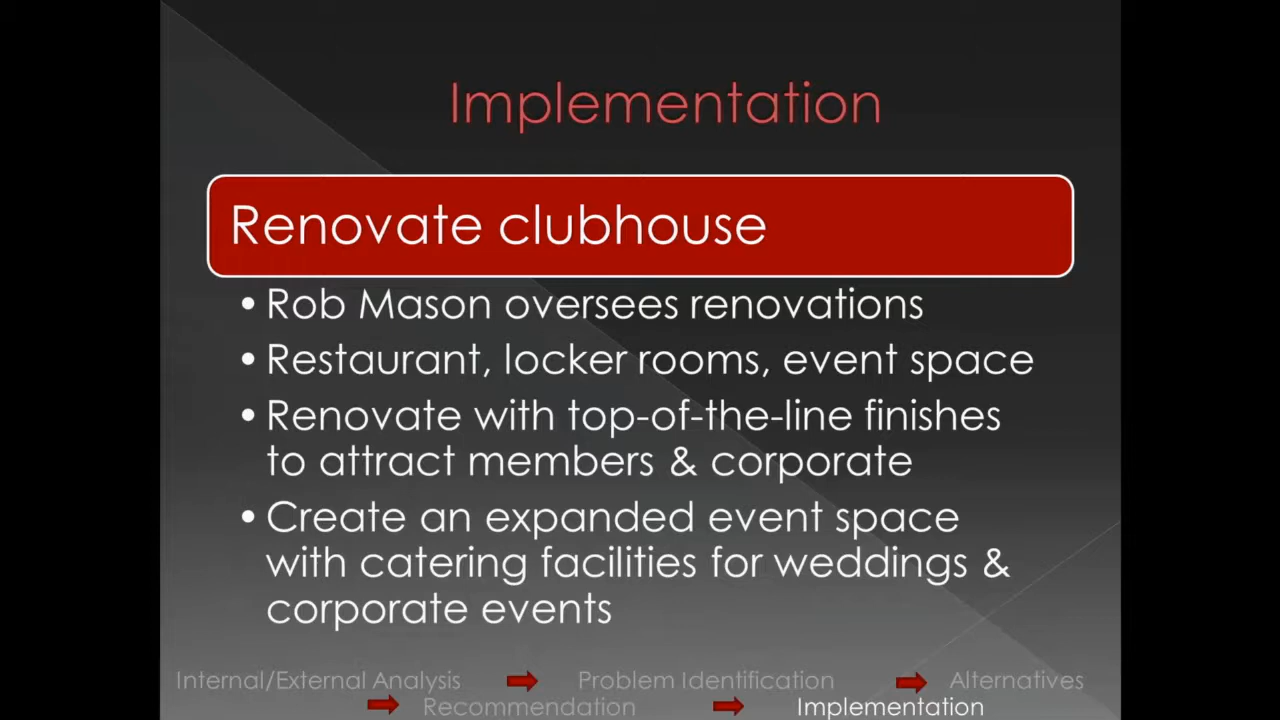 Implementation
Renovate clubhouse
• Rob Mason oversees renovations
• Restaurant, locker rooms, event space
• Renovate with top-of-the-line finishes
to attract members & corporate
• Create an expanded event space
with catering facilities for weddings &
corporate events
Internal/External Analysis Problem Identification Alternatives
Recommendation Implementation